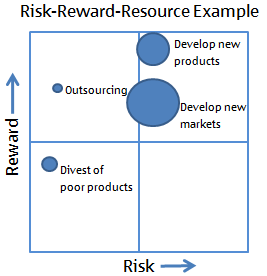 Risk-Reward-Resource Example
Develop new
products
Outsourcing
Develop new
markets
Divest of
poor products
Reward
Risk